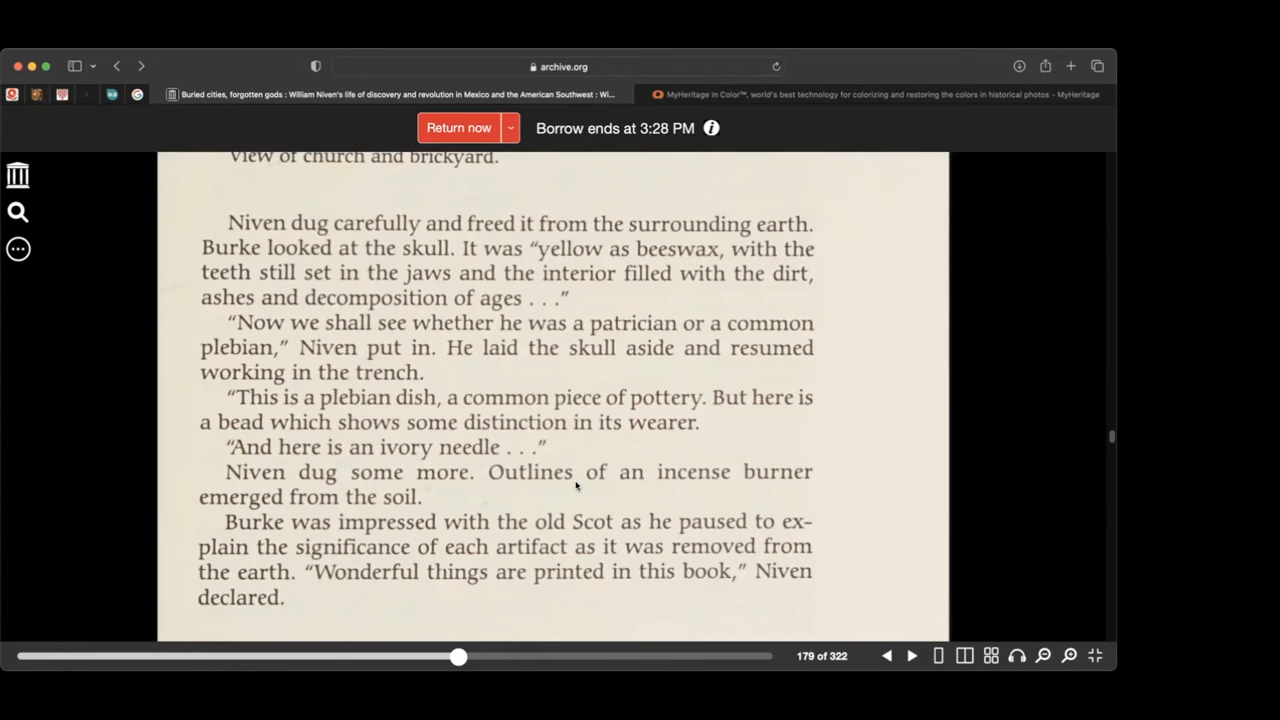 archive.org
Buried cities, forgotten gods : William Niven's life of discovery and revolution in Mexico and the American Southwest : Wi...
MyHeritage In Color™, world's best technology for colorizing and restoring the colors in historical photos - MyHeritage
Return now
Borrow ends at 3:28 PM
View of church and brickyard.
Niven dug carefully and freed it from the surrounding earth.
Burke looked at the skull. It was “yellow as beeswax, with the
teeth still set in the jaws and the interior filled with the dirt,
ashes and decomposition of ages . . .”
“Now we shall see whether he was a patrician or a common
plebian,” Niven put in. He laid the skull aside and resumed
working in the trench.
“This is a plebian dish, a common piece of pottery. But here is
a bead which shows some distinction in its wearer.
“And here is an ivory needle . . .”
Niven dug some more. Outlines of an incense burner
emerged from the soil.
Burke was impressed with the old Scot as he paused to ex-
plain the significance of each artifact as it was removed from
the earth. “Wonderful things are printed in this book,” Niven
declared.
179 of 322